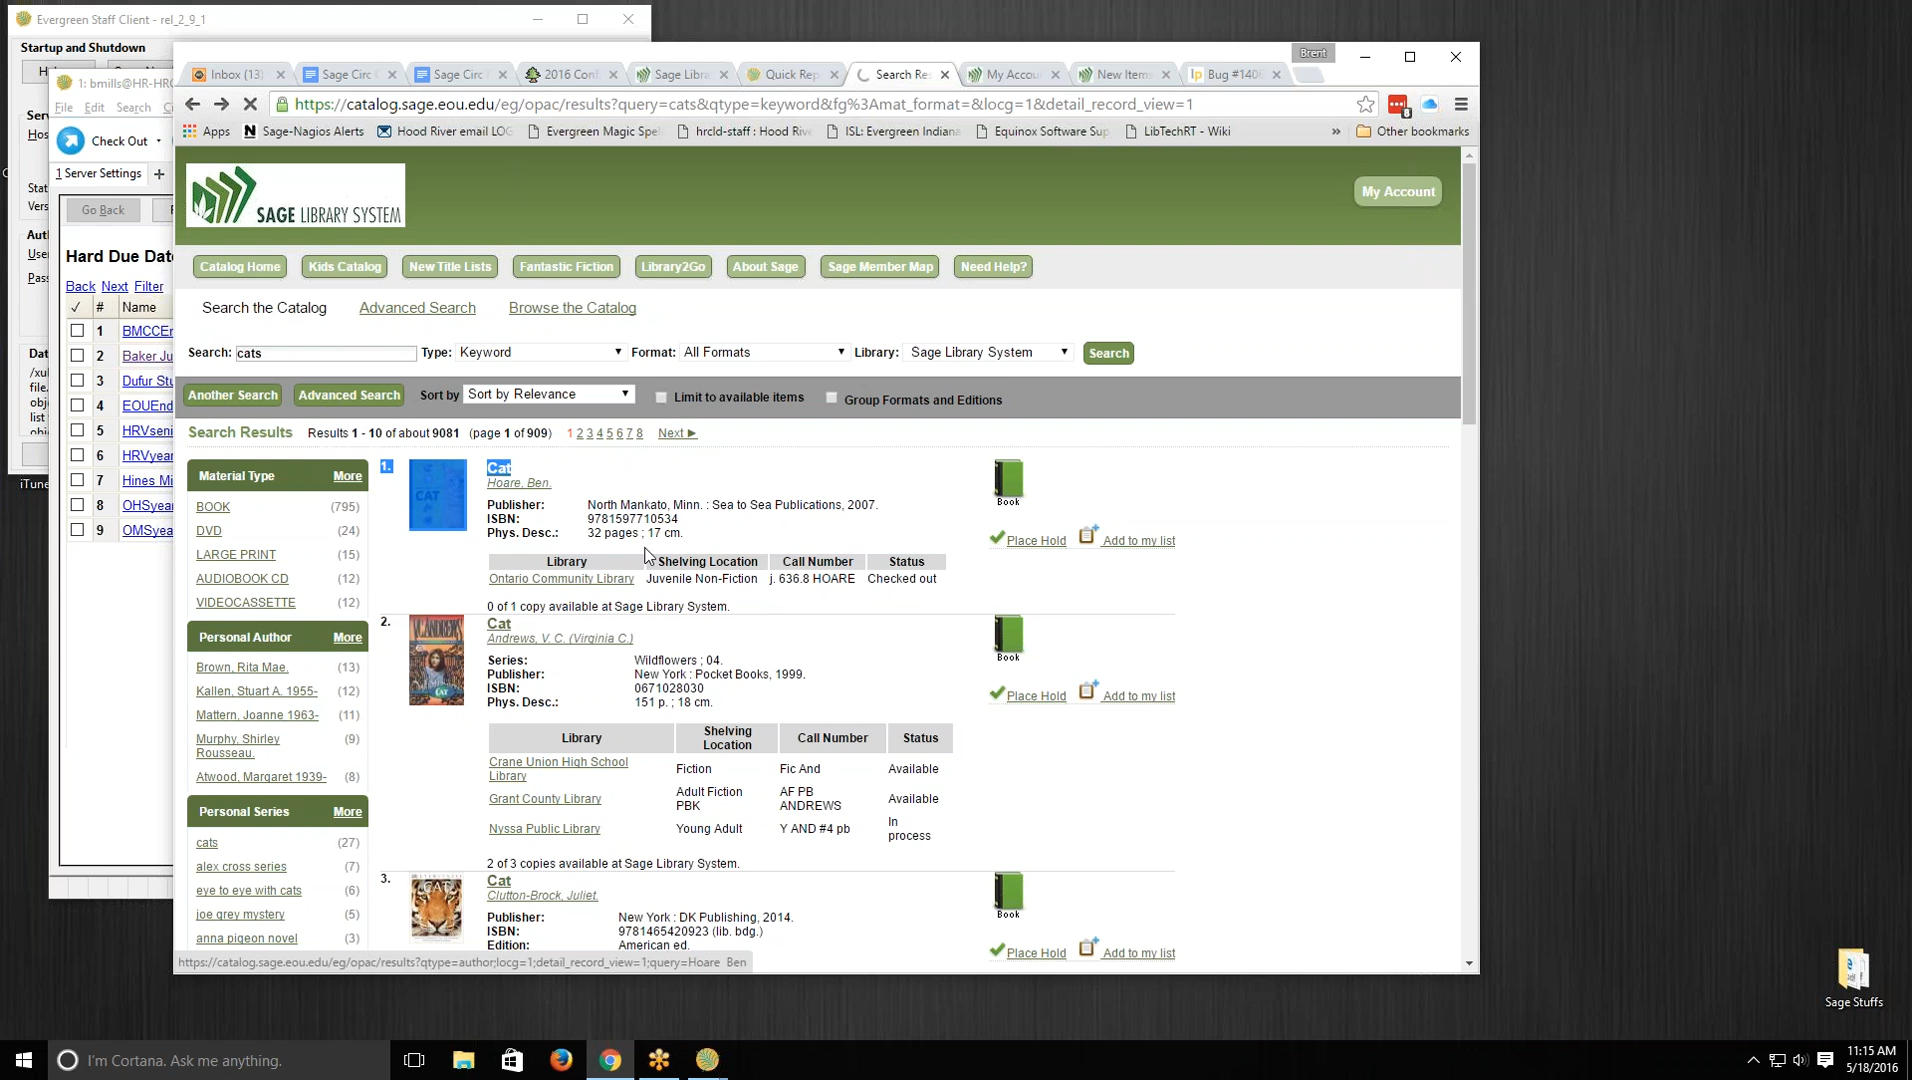 Evergreen Staff Client - rel_2_9_1
Startup and Shutdown
1: bmills@HR-HRC
File Edit Search
Check Out
1 Server Settings
Go Back
Hard Due Dat
Back Next Filter
✓ # Name
1 BMCCEr
2 Baker Ju
3 Dufur Stu
4 EOUEnd
5 HRVseni
6 HRVyear
7 Hines Mi
8 OHSyea
9 OMSyea
Brent
Inbox (13)
Sage Circ
Sage Circ
2016 Conf
Sage Libra
Quick Rep
Search Res
My Accou
New Items
Bug #1408
https://catalog.sage.eou.edu/eg/opac/results?query=cats&qtype=keyword&fg%3Amat_format=&locg=1&detail_record_view=1
Apps
Sage-Nagios Alerts
Hood River email LOG
Evergreen Magic Spe
hrcld-staff : Hood Riv
ISL: Evergreen Indiana
Equinox Software Sup
LibTechRT - Wiki
» Other bookmarks
SAGE LIBRARY SYSTEM
My Account
Catalog Home
Kids Catalog
New Title Lists
Fantastic Fiction
Library2Go
About Sage
Sage Member Map
Need Help?
Search the Catalog
Advanced Search
Browse the Catalog
Search: cats Type: Keyword Format: All Formats Library: Sage Library System Search
Another Search
Advanced Search
Sort by Sort by Relevance
Limit to available items
Group Formats and Editions
Search Results Results 1 - 10 of about 9081 (page 1 of 909) 1 2 3 4 5 6 7 8 Next ►
Material Type More
BOOK (795)
DVD (24)
LARGE PRINT (15)
AUDIOBOOK CD (12)
VIDEOCASSETTE (12)
Personal Author More
Brown, Rita Mae. (13)
Kallen, Stuart A. 1955- (12)
Mattern, Joanne 1963- (11)
Murphy, Shirley (9)
Rousseau.
Atwood, Margaret 1939- (8)
Personal Series More
cats (27)
alex cross series (7)
eye to eye with cats (6)
joe grey mystery (5)
anna pigeon novel (3)
1.
CAT
Cat
Hoare, Ben.
Publisher: North Mankato, Minn. : Sea to Sea Publications, 2007.
ISBN: 9781597710534
Phys. Desc.: 32 pages ; 17 cm.
Library Shelving Location Call Number Status
Ontario Community Library Juvenile Non-Fiction j. 636.8 HOARE Checked out
0 of 1 copy available at Sage Library System.
Book
Place Hold Add to my list
2.
V.C. ANDREWS
CAT
Cat
Andrews, V. C. (Virginia C.)
Series: Wildflowers ; 04.
Publisher: New York : Pocket Books, 1999.
ISBN: 0671028030
Phys. Desc.: 151 p. ; 18 cm.
Library Shelving Location Call Number Status
Crane Union High School Library Fiction Fic And Available
Grant County Library Adult Fiction PBK AF PB ANDREWS Available
Nyssa Public Library Young Adult Y AND #4 pb In process
2 of 3 copies available at Sage Library System.
Book
Place Hold Add to my list
3.
CAT
Cat
Clutton-Brock, Juliet.
Publisher: New York : DK Publishing, 2014.
ISBN: 9781465420923 (lib. bdg.)
Edition: American ed.
Book
Place Hold Add to my list
https://catalog.sage.eou.edu/eg/opac/results?qtype=author;locg=1;detail_record_view=1;query=Hoare Ben
iTune
Sage Stuffs
I'm Cortana. Ask me anything.
11:15 AM
5/18/2016